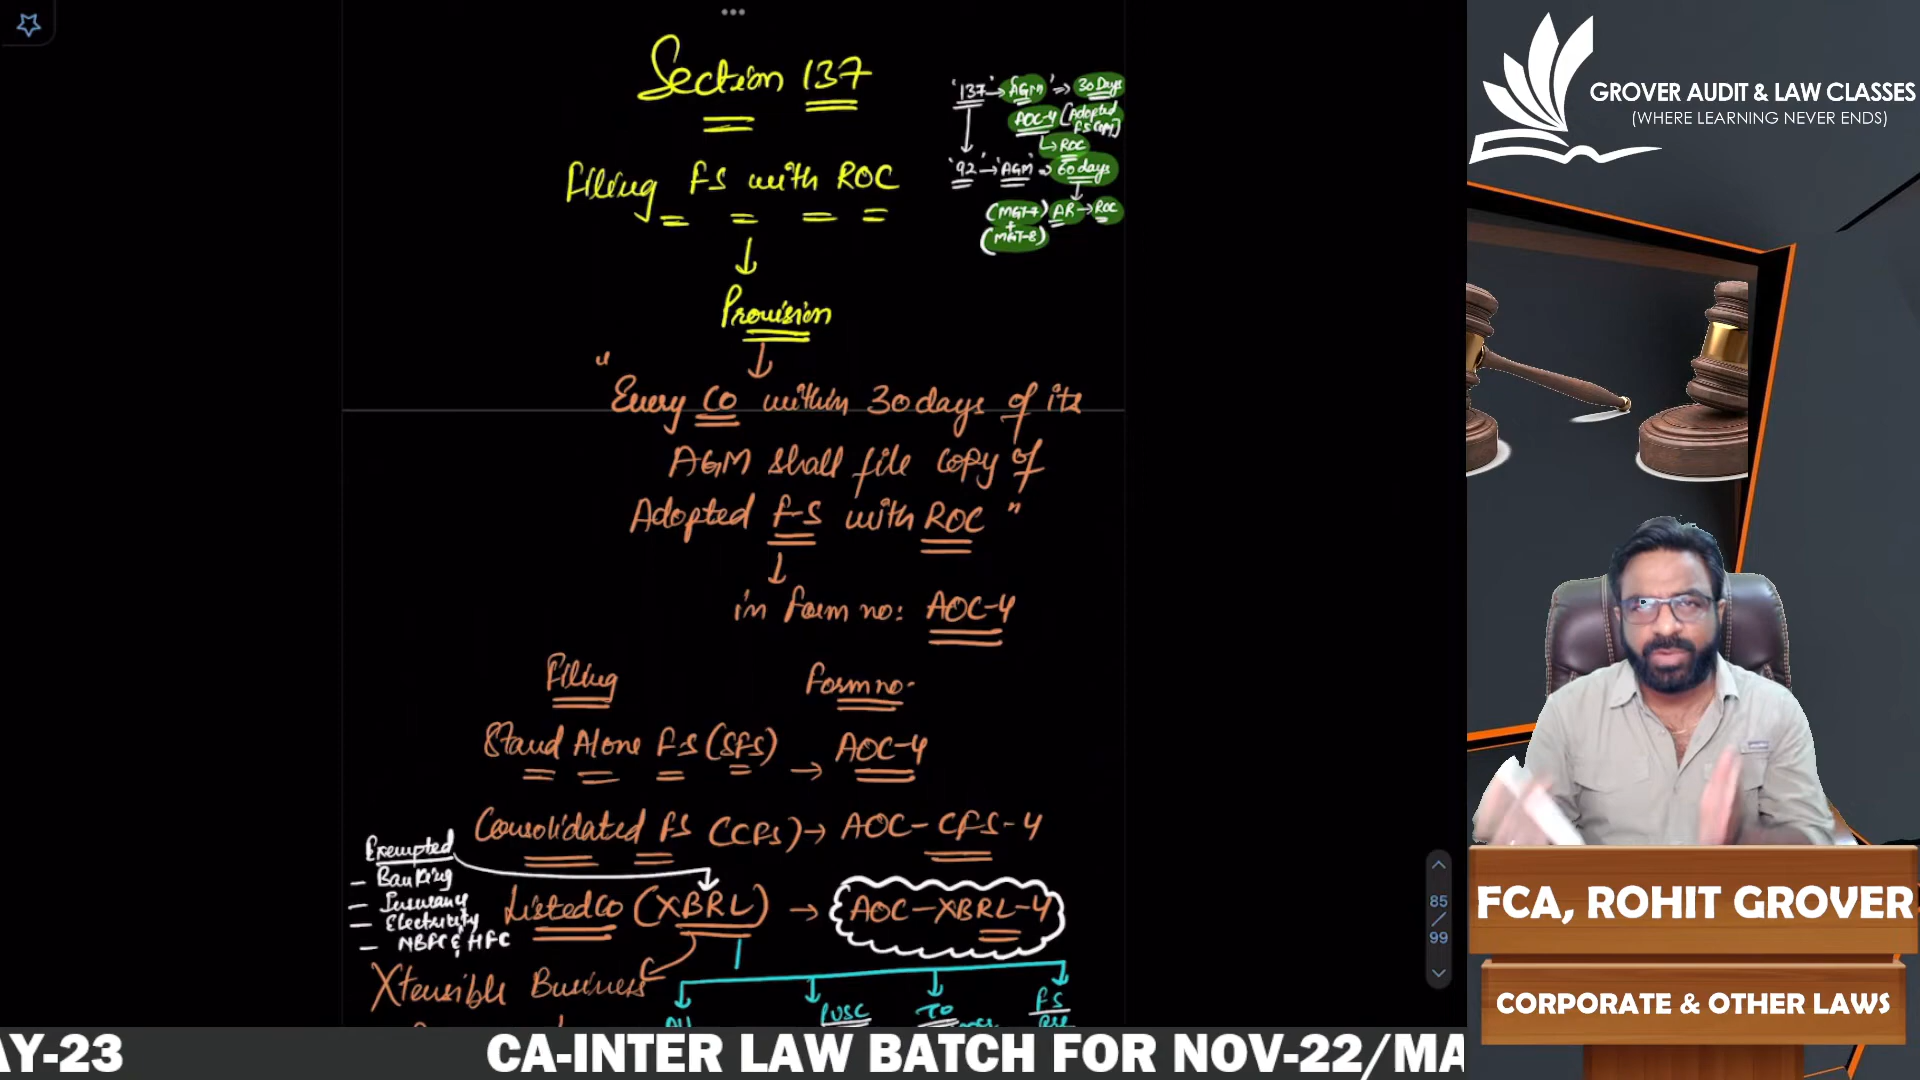 Section 137
Filing FS with ROC
Provision
"Every Co within 30 days of its
AGM shall file copy of
Adopted FS with ROC"
in Form no: AOC-4
Filing Form no.
Stand Alone FS (SFS) → AOC-4
Consolidated FS (CFS) → AOC-CFS-4
Listed Co (XBRL) → AOC-XBRL-4
Xtensible Business
Exempted
- Banking
- Insurance
- Electricity
- NBFC & HFC
PUSC
TO
FS
'137' → 'AGM' ⇒ 30 Days
AOC-4 (Adopted
FS copy)
↳ ROC
'92' → 'AGM' ⇒ 60 days
(MGT-7) AR → ROC
+
(MGT-8)
85
99
GROVER AUDIT & LAW CLASSES
(WHERE LEARNING NEVER ENDS)
FCA, ROHIT GROVER
CORPORATE & OTHER LAWS
AY-23 CA-INTER LAW BATCH FOR NOV-22/MA